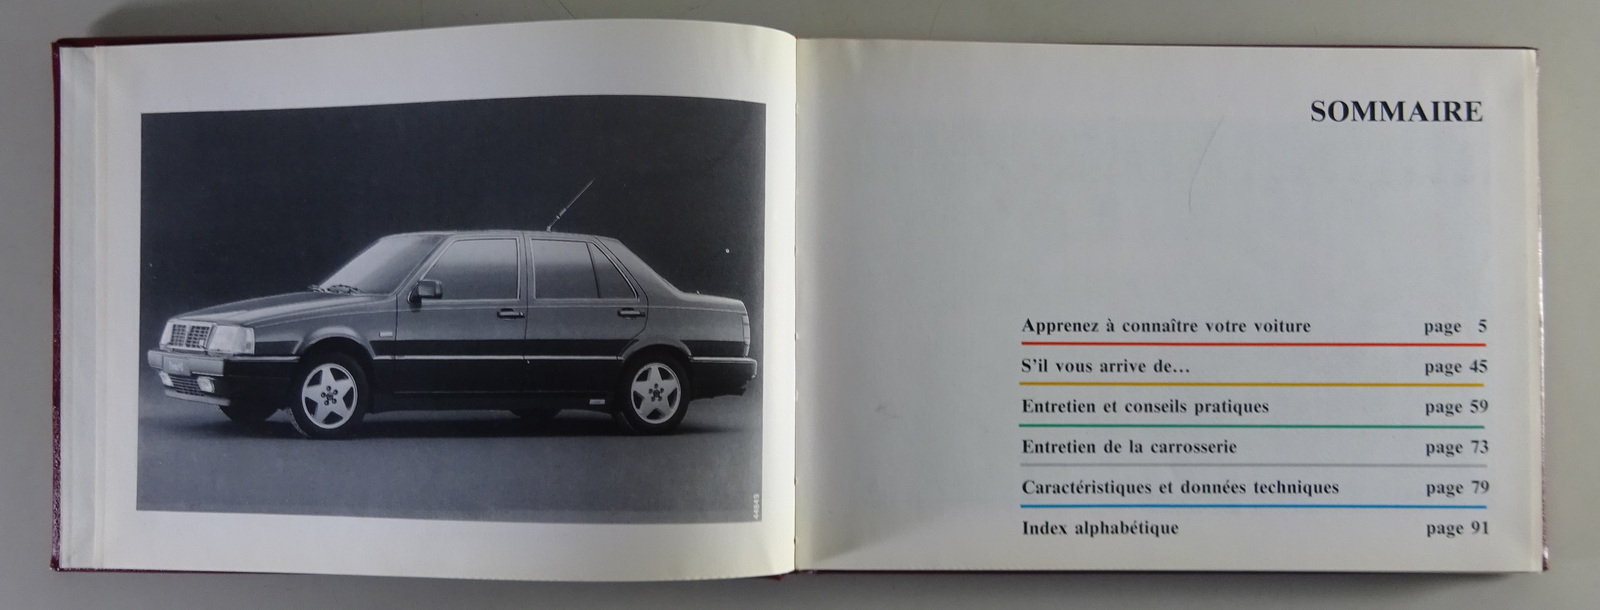 SOMMAIRE
Apprenez à connaître votre voiture page 5
S'il vous arrive de... page 45
Entretien et conseils pratiques page 59
Entretien de la carrosserie page 73
Caractéristiques et données techniques page 79
Index alphabétique page 91